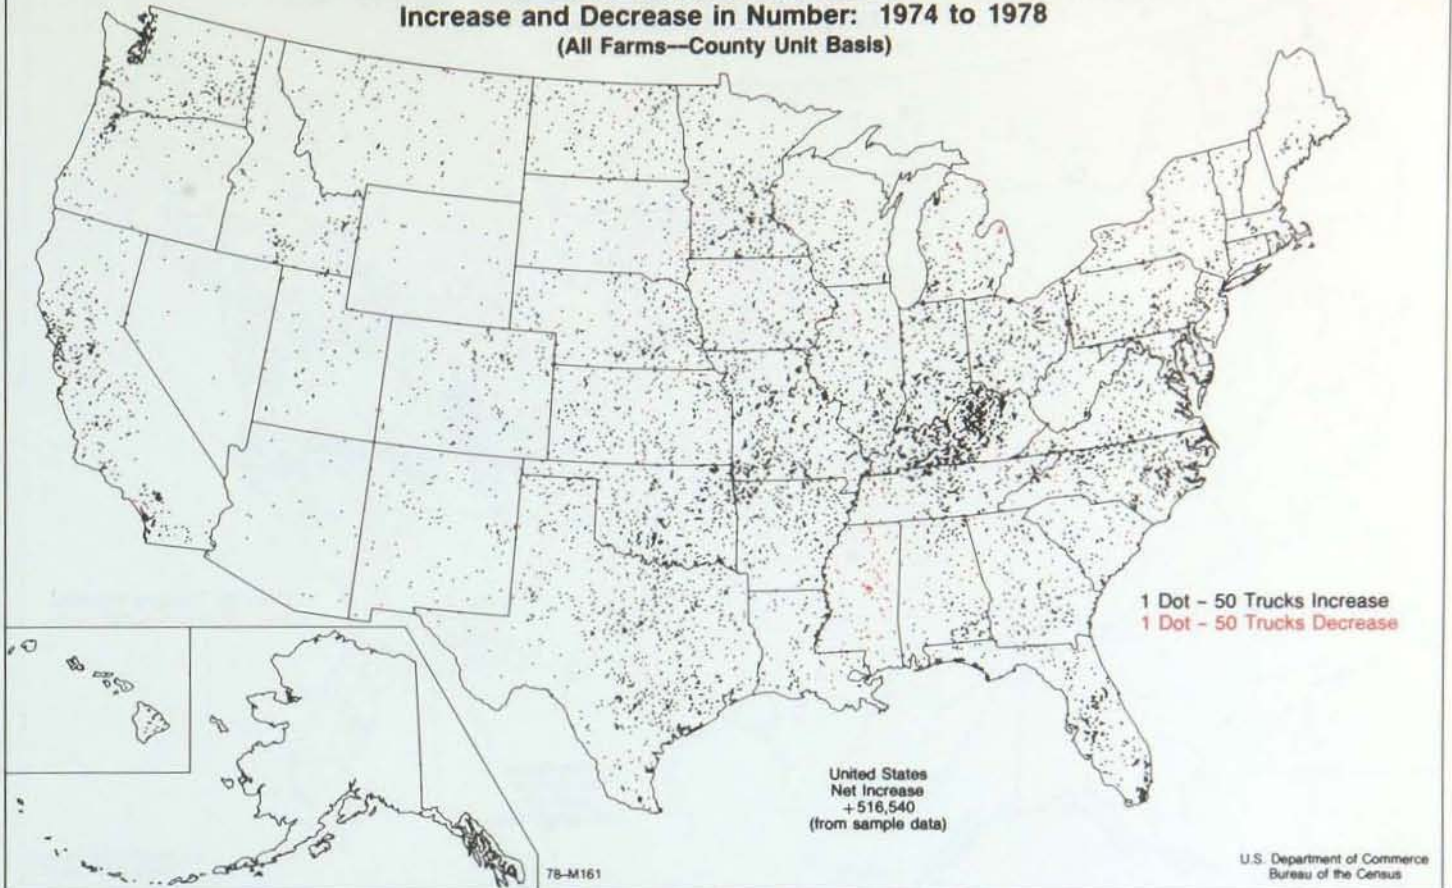 Increase and Decrease in Number: 1974 to 1978
(All Farms—County Unit Basis)
1 Dot – 50 Trucks Increase
1 Dot – 50 Trucks Decrease
United States
Net Increase
+516,540
(from sample data)
78–M161
U.S. Department of Commerce
Bureau of the Census